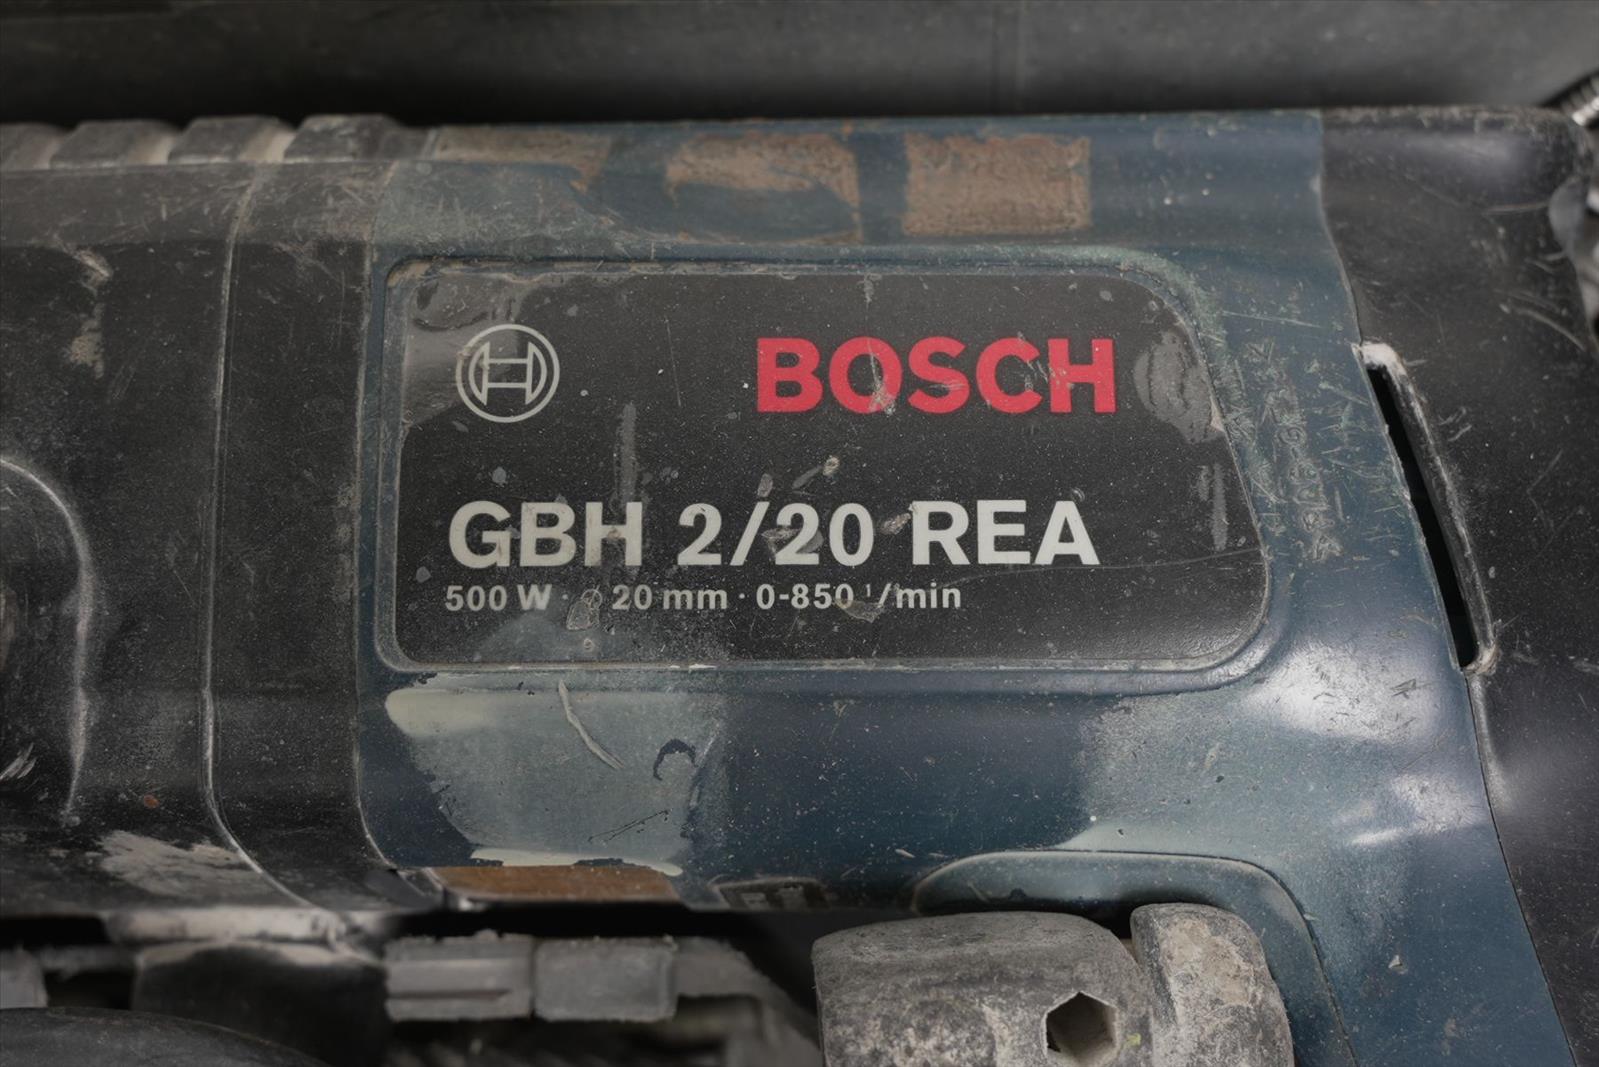 BOSCH
GBH 2/20 REA
500 W · ⌀ 20 mm · 0-850 ¹/min